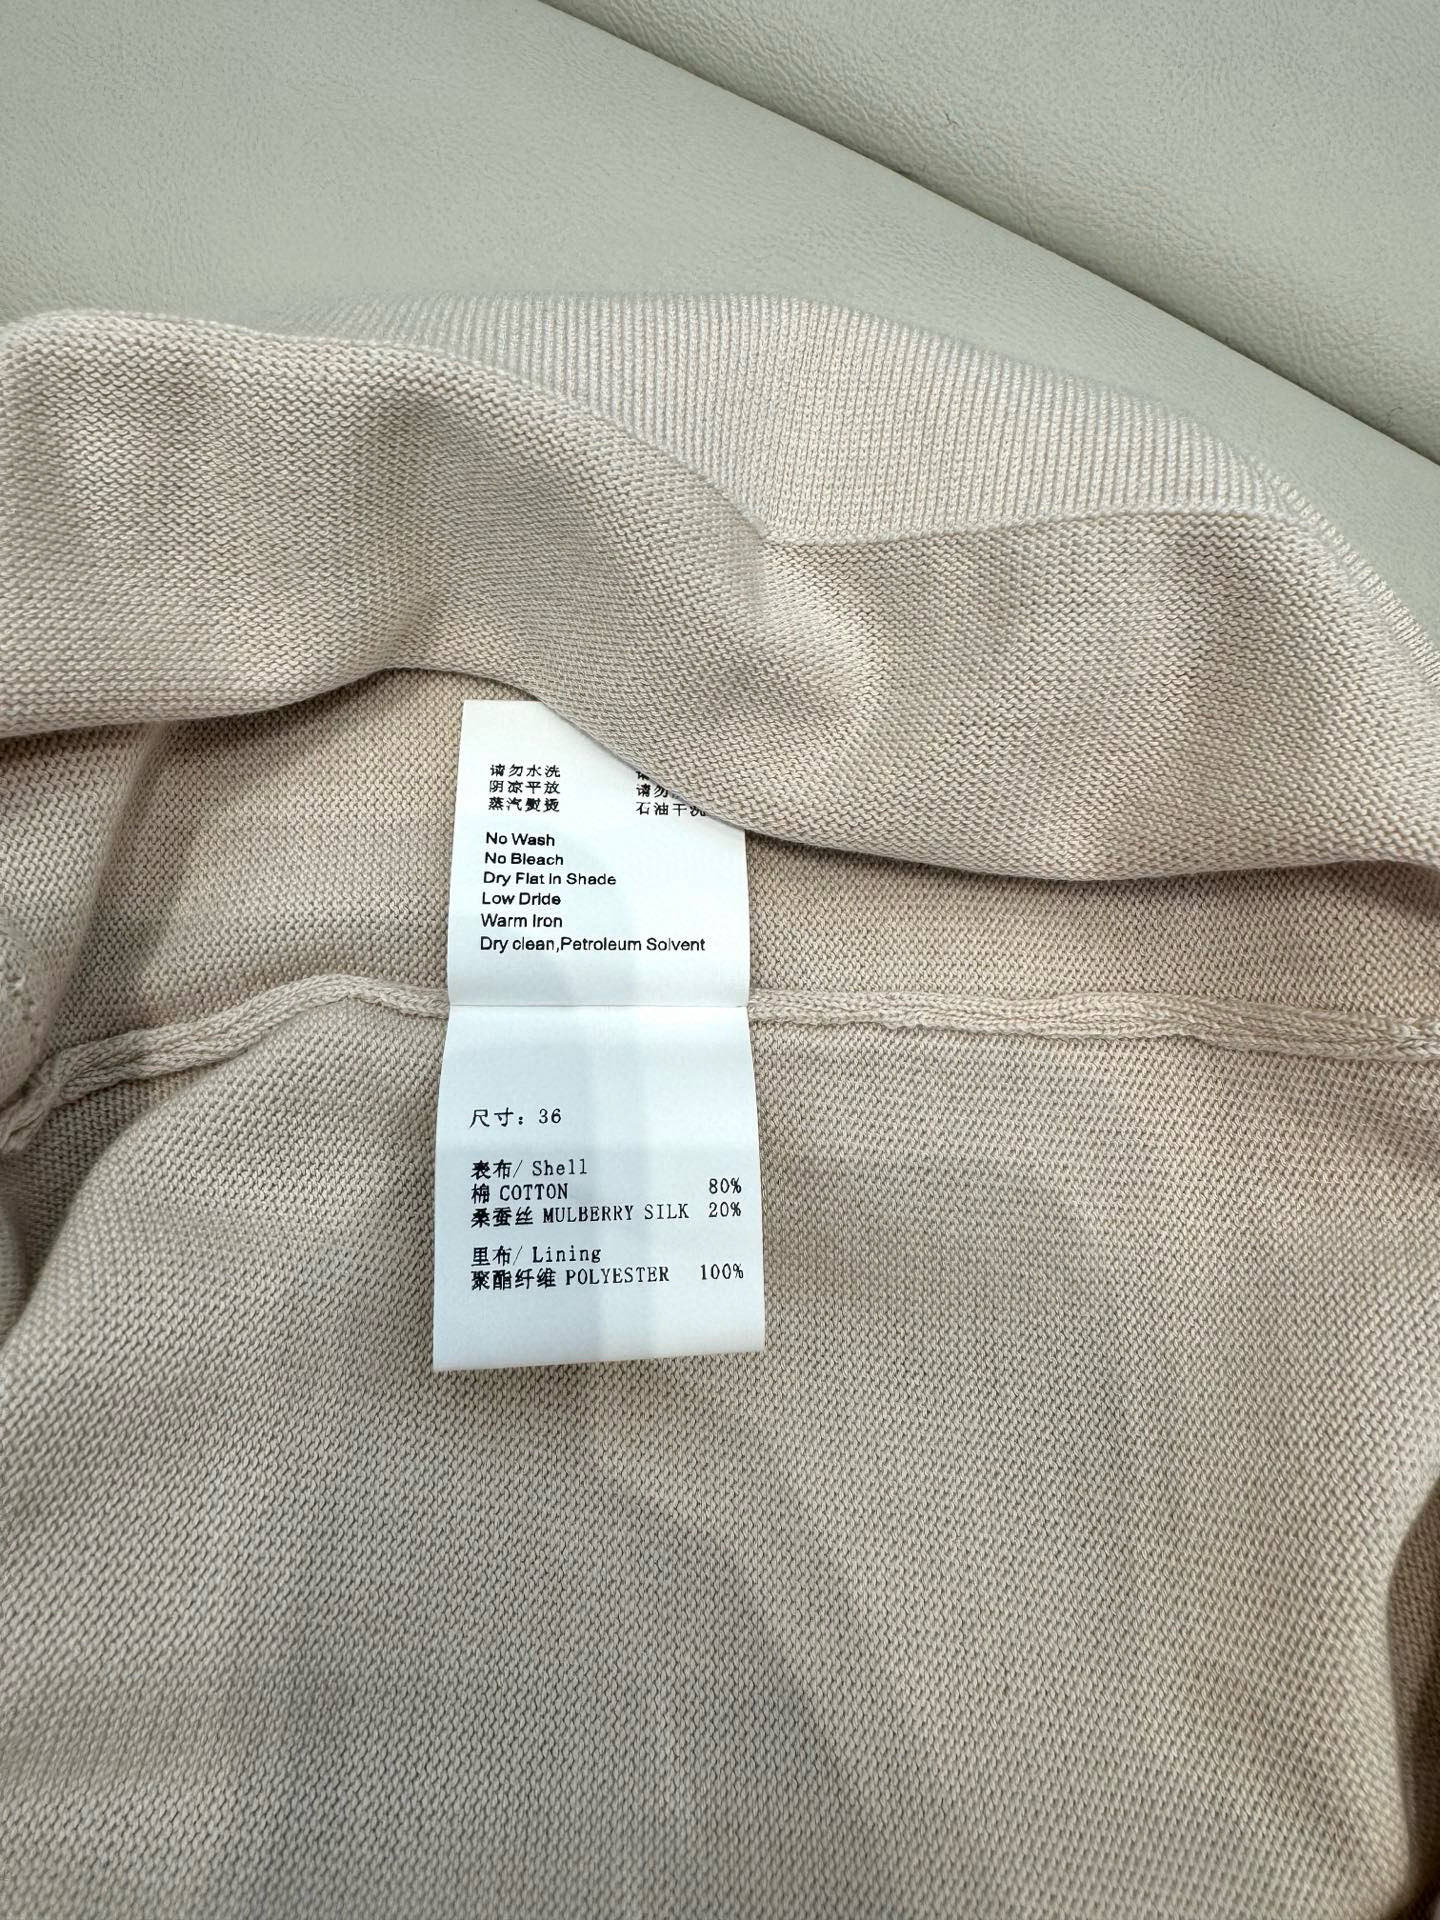 请勿水洗
阴凉平放 请勿
蒸汽熨烫 石油干洗
No Wash
No Bleach
Dry Flat In Shade
Low Dride
Warm Iron
Dry clean,Petroleum Solvent
尺寸：36
表布/ Shell
棉 COTTON 80%
桑蚕丝 MULBERRY SILK 20%
里布/ Lining
聚酯纤维 POLYESTER 100%